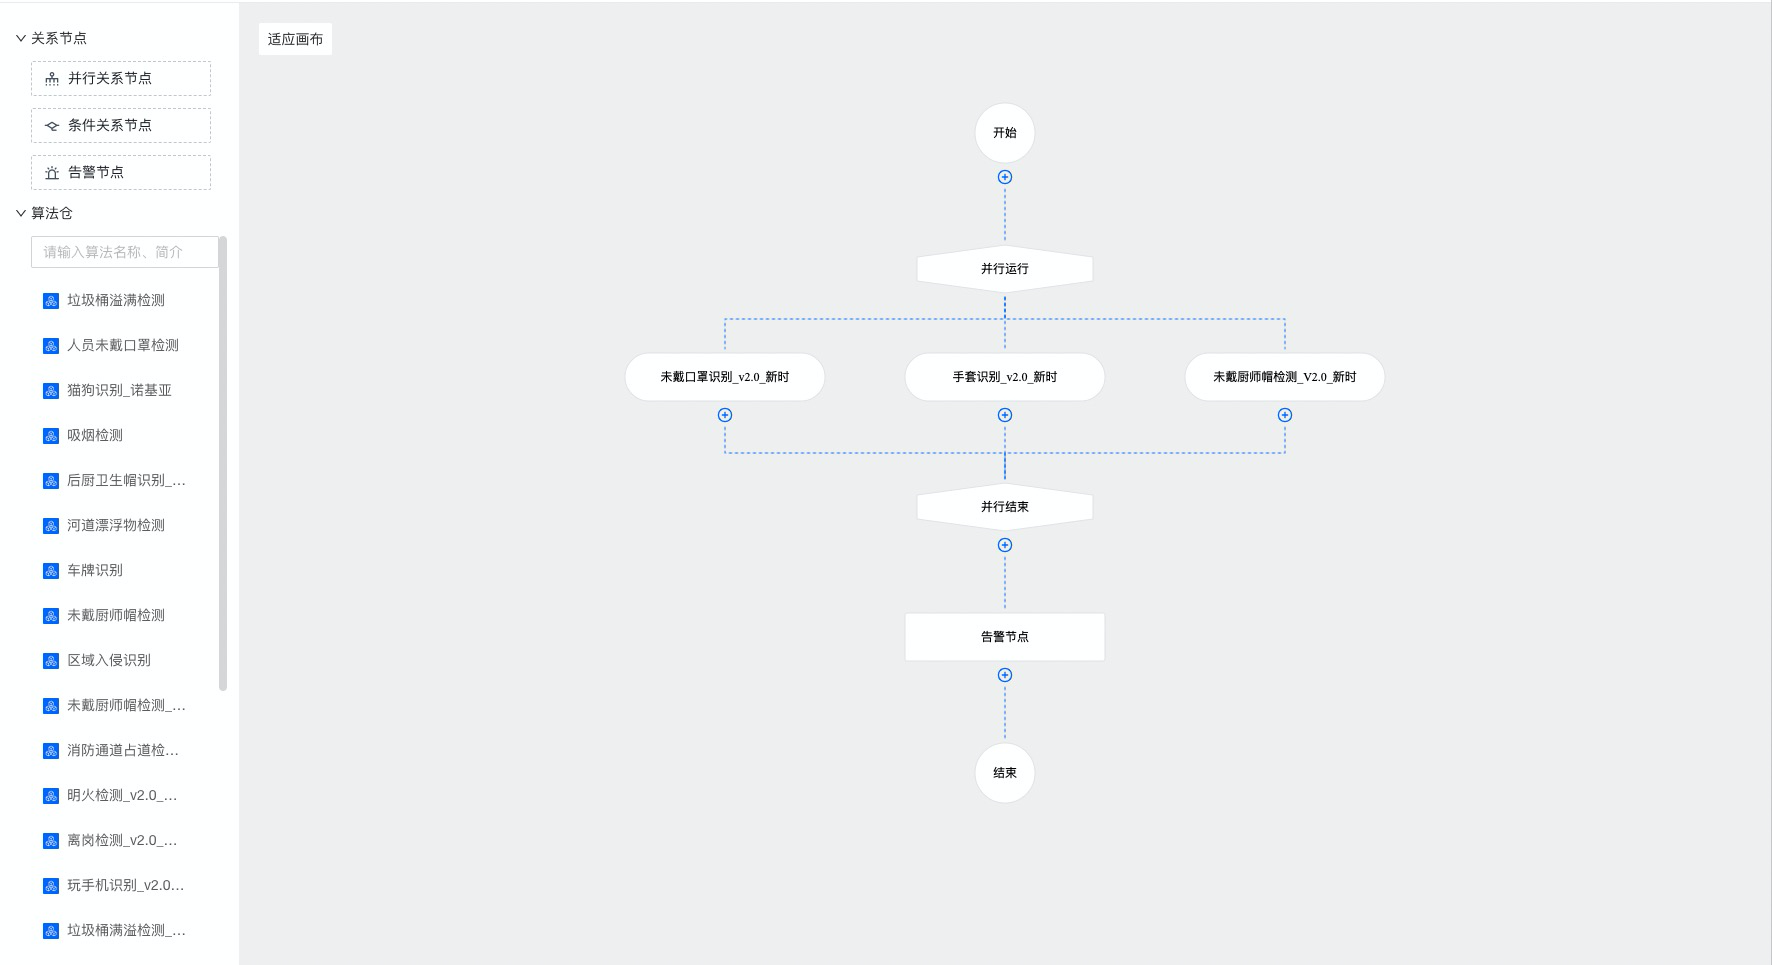 关系节点
并行关系节点
条件关系节点
告警节点
算法仓
请输入算法名称、简介
垃圾桶溢满检测
人员未戴口罩检测
猫狗识别_诺基亚
吸烟检测
后厨卫生帽识别_...
河道漂浮物检测
车牌识别
未戴厨师帽检测
区域入侵识别
未戴厨师帽检测_...
消防通道占道检...
明火检测_v2.0_...
离岗检测_v2.0_...
玩手机识别_v2.0...
垃圾桶满溢检测_...
适应画布
开始
并行运行
未戴口罩识别_v2.0_新时
手套识别_v2.0_新时
未戴厨师帽检测_V2.0_新时
并行结束
告警节点
结束